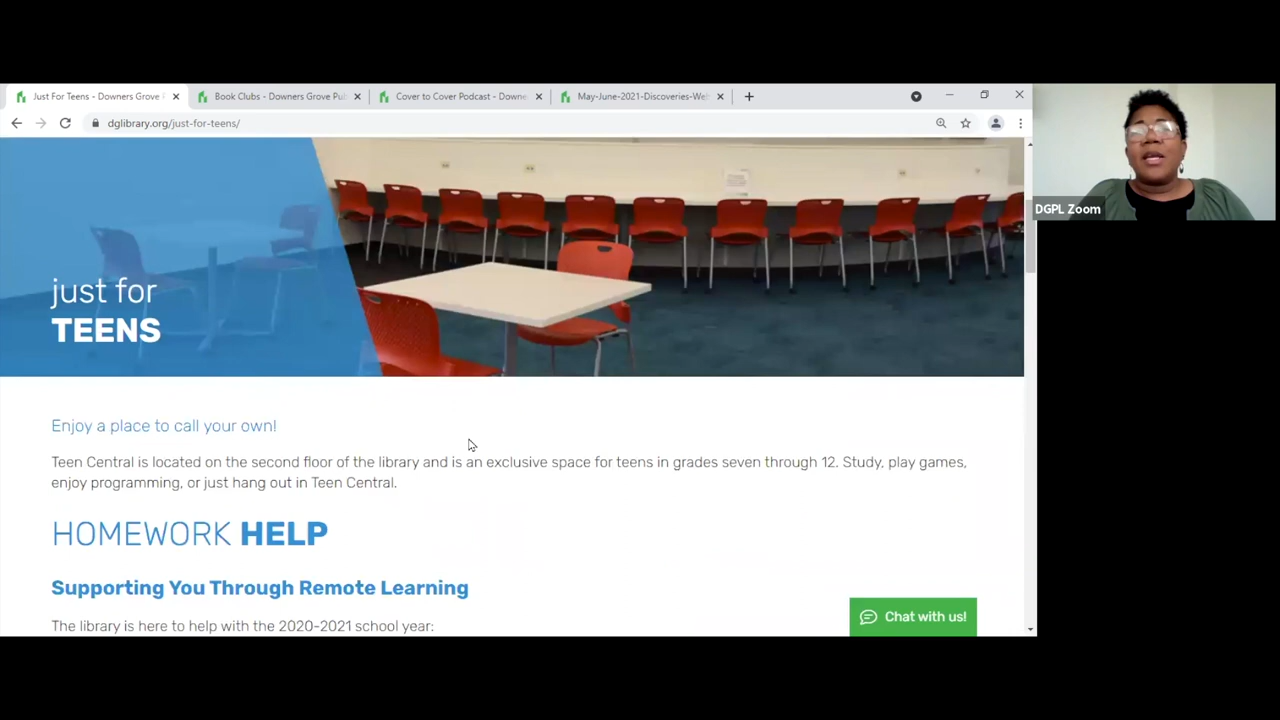 Just For Teens - Downers Grove
Book Clubs - Downers Grove Pub
Cover to Cover Podcast - Downe
May-June-2021-Discoveries-Web
dglibrary.org/just-for-teens/
DGPL Zoom
just for
TEENS
Enjoy a place to call your own!
Teen Central is located on the second floor of the library and is an exclusive space for teens in grades seven through 12. Study, play games,
enjoy programming, or just hang out in Teen Central.
HOMEWORK HELP
Supporting You Through Remote Learning
Chat with us!
The library is here to help with the 2020-2021 school year: